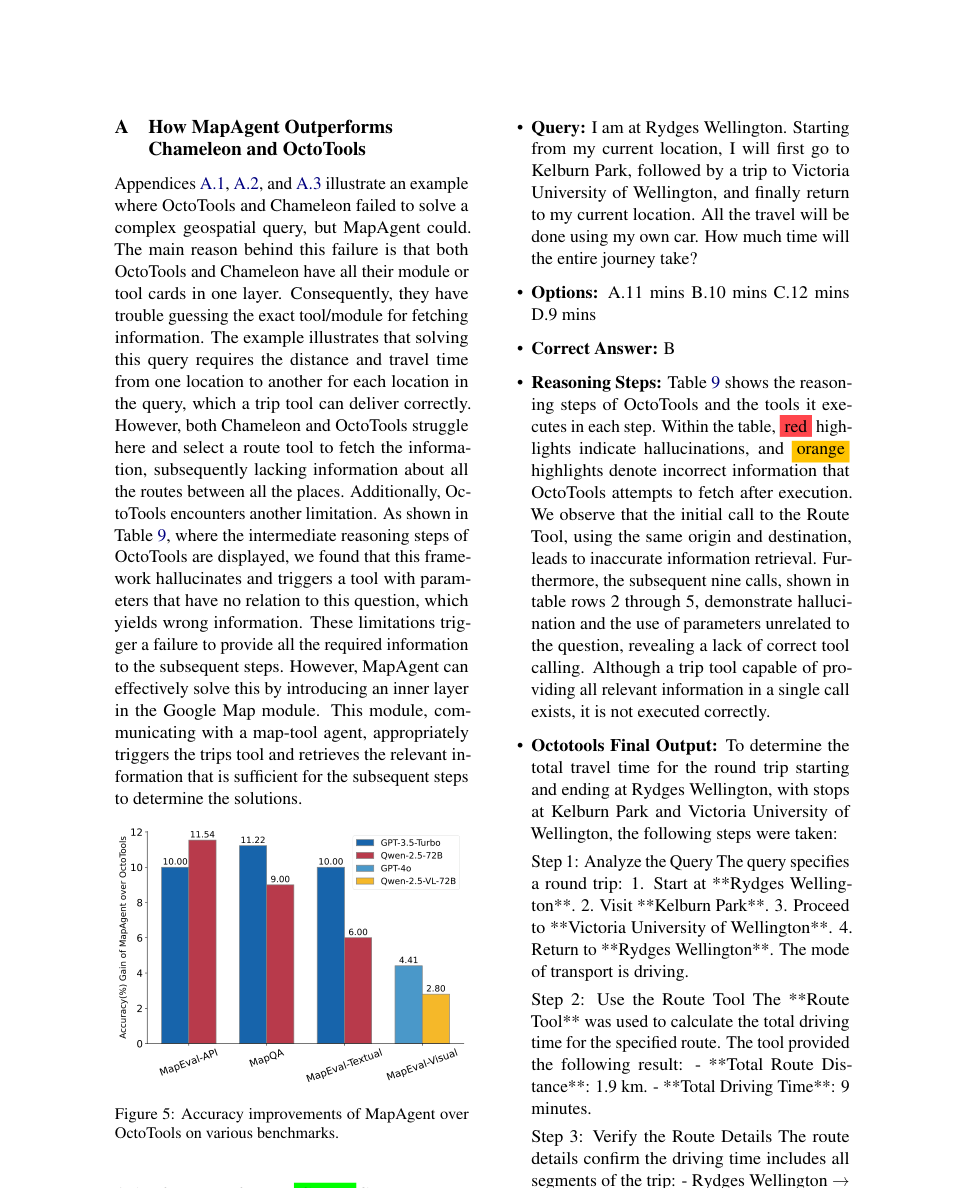 A How MapAgent Outperforms
Chameleon and OctoTools
Appendices A.1, A.2, and A.3 illustrate an example
where OctoTools and Chameleon failed to solve a
complex geospatial query, but MapAgent could.
The main reason behind this failure is that both
OctoTools and Chameleon have all their module or
tool cards in one layer. Consequently, they have
trouble guessing the exact tool/module for fetching
information. The example illustrates that solving
this query requires the distance and travel time
from one location to another for each location in
the query, which a trip tool can deliver correctly.
However, both Chameleon and OctoTools struggle
here and select a route tool to fetch the informa-
tion, subsequently lacking information about all
the routes between all the places. Additionally, Oc-
toTools encounters another limitation. As shown in
Table 9, where the intermediate reasoning steps of
OctoTools are displayed, we found that this frame-
work hallucinates and triggers a tool with param-
eters that have no relation to this question, which
yields wrong information. These limitations trig-
ger a failure to provide all the required information
to the subsequent steps. However, MapAgent can
effectively solve this by introducing an inner layer
in the Google Map module. This module, com-
municating with a map-tool agent, appropriately
triggers the trips tool and retrieves the relevant in-
formation that is sufficient for the subsequent steps
to determine the solutions.
Accuracy(%) Gain of MapAgent over OctoTools
12
10
8
6
4
2
0
10.00
11.54
11.22
9.00
10.00
6.00
4.41
2.80
GPT-3.5-Turbo
Qwen-2.5-72B
GPT-4o
Qwen-2.5-VL-72B
MapEval-API
MapQA
MapEval-Textual
MapEval-Visual
Figure 5: Accuracy improvements of MapAgent over
OctoTools on various benchmarks.
• Query: I am at Rydges Wellington. Starting
from my current location, I will first go to
Kelburn Park, followed by a trip to Victoria
University of Wellington, and finally return
to my current location. All the travel will be
done using my own car. How much time will
the entire journey take?
• Options: A.11 mins B.10 mins C.12 mins
D.9 mins
• Correct Answer: B
• Reasoning Steps: Table 9 shows the reason-
ing steps of OctoTools and the tools it exe-
cutes in each step. Within the table, red high-
lights indicate hallucinations, and orange
highlights denote incorrect information that
OctoTools attempts to fetch after execution.
We observe that the initial call to the Route
Tool, using the same origin and destination,
leads to inaccurate information retrieval. Fur-
thermore, the subsequent nine calls, shown in
table rows 2 through 5, demonstrate halluci-
nation and the use of parameters unrelated to
the question, revealing a lack of correct tool
calling. Although a trip tool capable of pro-
viding all relevant information in a single call
exists, it is not executed correctly.
• Octotools Final Output: To determine the
total travel time for the round trip starting
and ending at Rydges Wellington, with stops
at Kelburn Park and Victoria University of
Wellington, the following steps were taken:
Step 1: Analyze the Query The query specifies
a round trip: 1. Start at **Rydges Welling-
ton**. 2. Visit **Kelburn Park**. 3. Proceed
to **Victoria University of Wellington**. 4.
Return to **Rydges Wellington**. The mode
of transport is driving.
Step 2: Use the Route Tool The **Route
Tool** was used to calculate the total driving
time for the specified route. The tool provided
the following result: - **Total Route Dis-
tance**: 1.9 km. - **Total Driving Time**: 9
minutes.
Step 3: Verify the Route Details The route
details confirm the driving time includes all
segments of the trip: - Rydges Wellington →